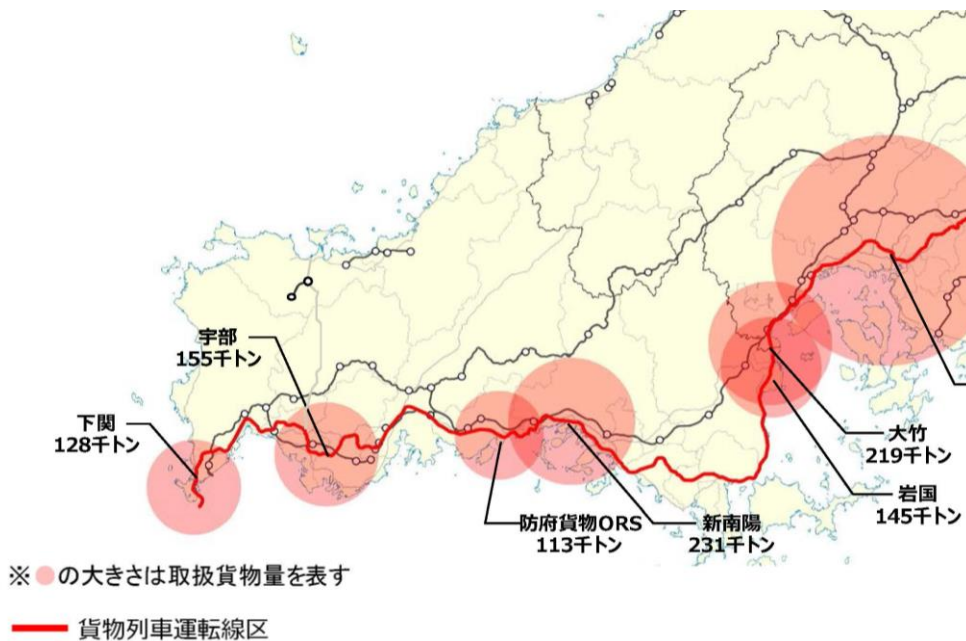 宇部
155千トン
下関
128千トン
大竹
219千トン
岩国
145千トン
防府貨物ORS
113千トン
新南陽
231千トン
※●の大きさは取扱貨物量を表す
貨物列車運転線区